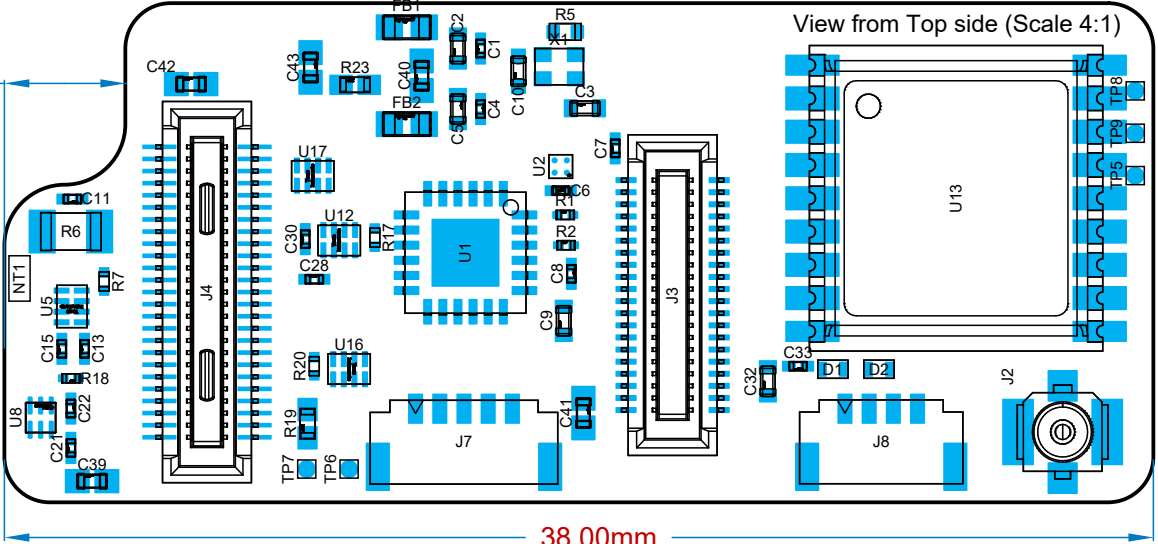 View from Top side (Scale 4:1)
FB1
C2
R5
C1
X1
C42
C43
R23
C40
C10
TP8
FB2
C5
C4
C3
TP9
U17
C7
U2
TP5
C11
C6
R1
U13
R6
U12
C30
R17
U1
R2
NT1
R7
C28
C8
J4
J3
U5
C9
C15
C13
U16
R20
C33
D1
D2
J2
R18
C32
U8
C22
R19
C41
C21
J7
J8
C39
TP7
TP6
38.00mm